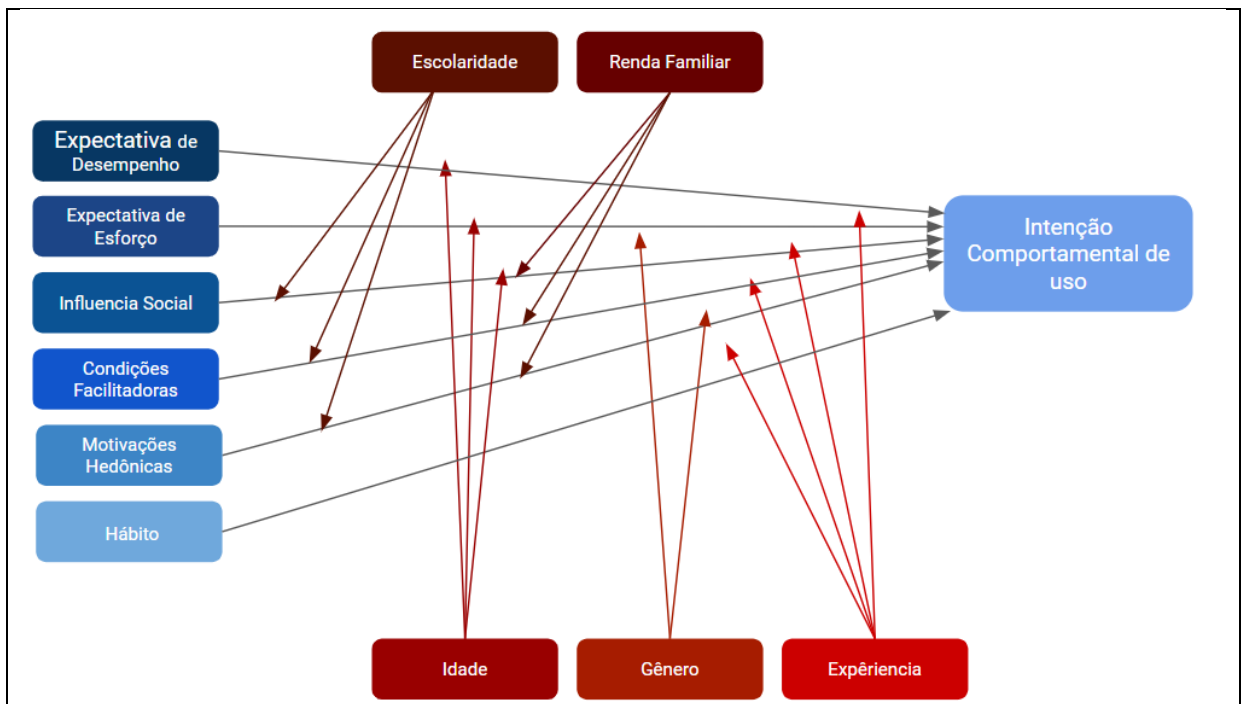 Escolaridade
Renda Familiar
Expectativa de
Desempenho
Expectativa de
Esforço
Influencia Social
Condições
Facilitadoras
Motivações
Hedônicas
Hábito
Intenção
Comportamental de
uso
Idade
Gênero
Expêriencia